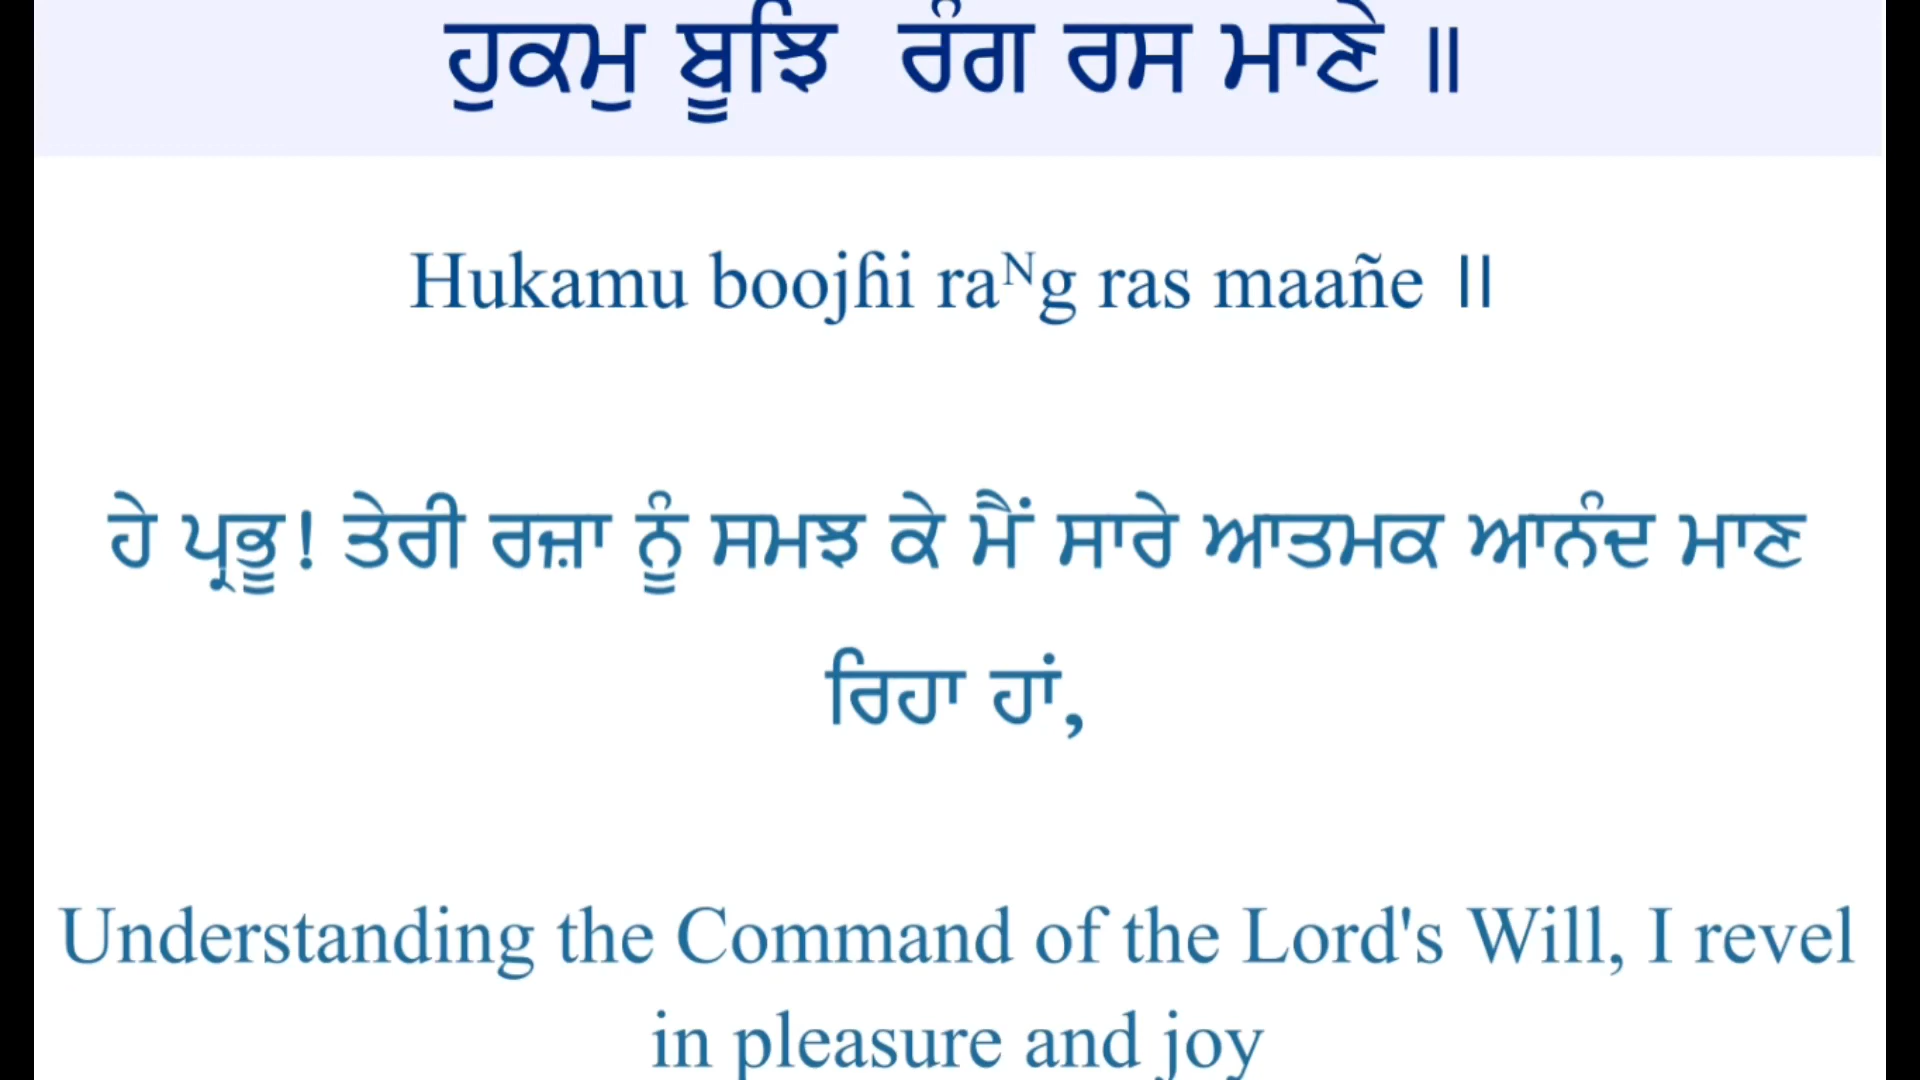 ਹੁਕਮੁ ਬੂਝਿ ਰੰਗ ਰਸ ਮਾਣੇ ॥
Hukamu boojɦi raᴺg ras maañe ॥
ਹੇ ਪ੍ਰਭੂ! ਤੇਰੀ ਰਜ਼ਾ ਨੂੰ ਸਮਝ ਕੇ ਮੈਂ ਸਾਰੇ ਆਤਮਕ ਆਨੰਦ ਮਾਣ
ਰਿਹਾ ਹਾਂ,
Understanding the Command of the Lord's Will, I revel
in pleasure and joy